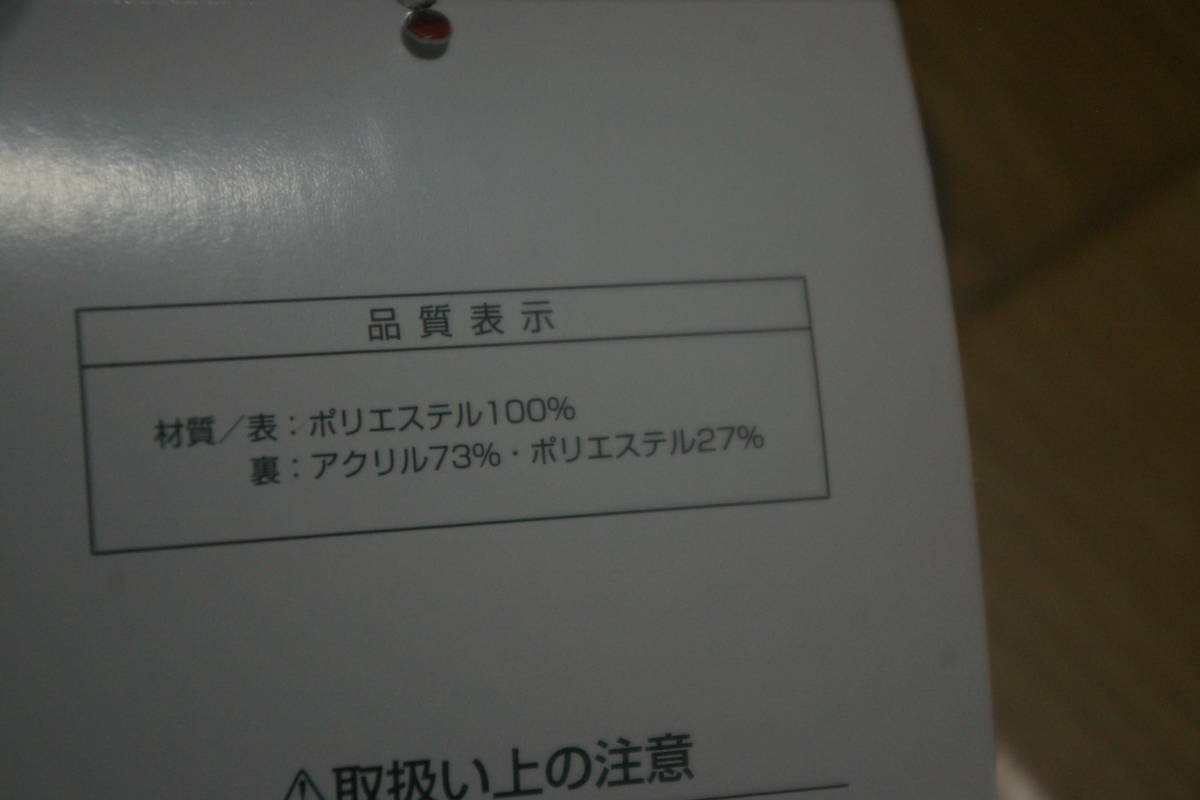 品質表示
材質／表：ポリエステル100%
裏：アクリル73%・ポリエステル27%
⚠取扱い上の注意